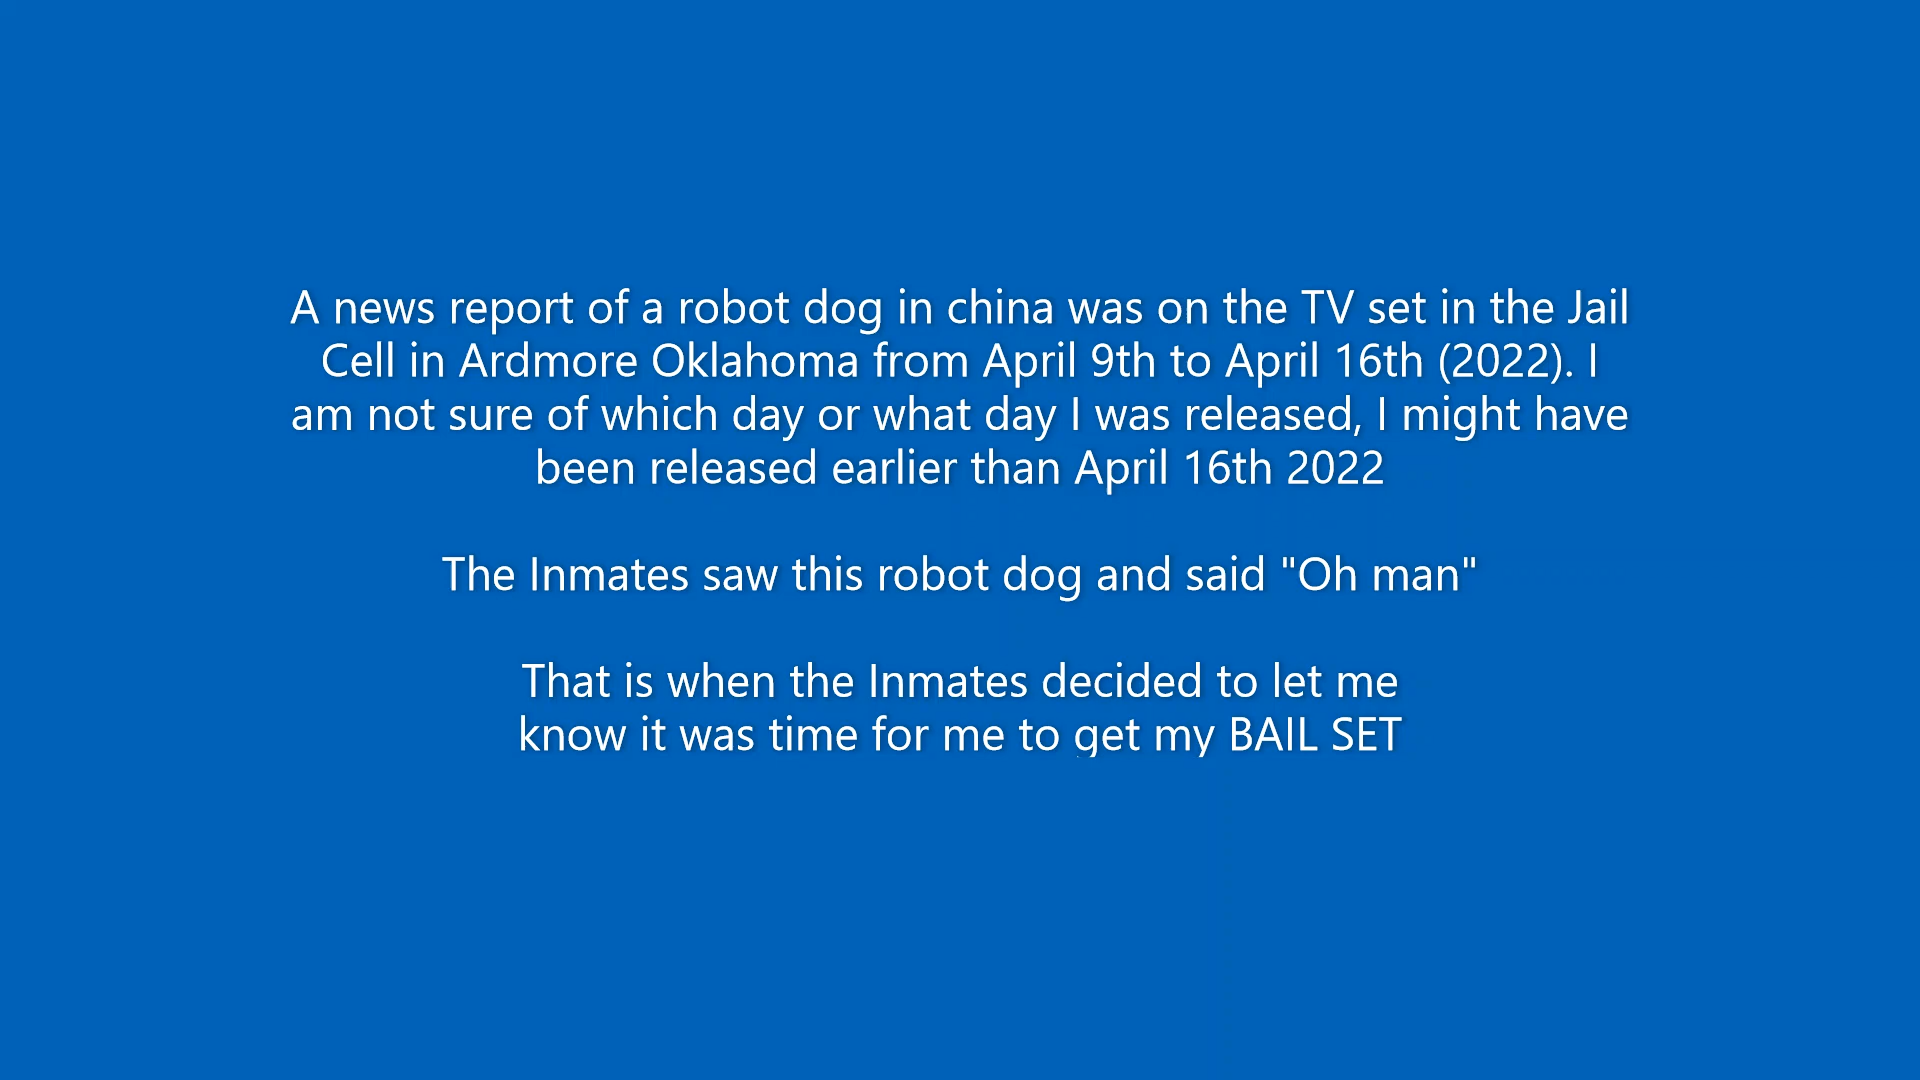 A news report of a robot dog in china was on the TV set in the Jail
Cell in Ardmore Oklahoma from April 9th to April 16th (2022). I
am not sure of which day or what day I was released, I might have
been released earlier than April 16th 2022
The Inmates saw this robot dog and said "Oh man"
That is when the Inmates decided to let me
know it was time for me to get my BAIL SET